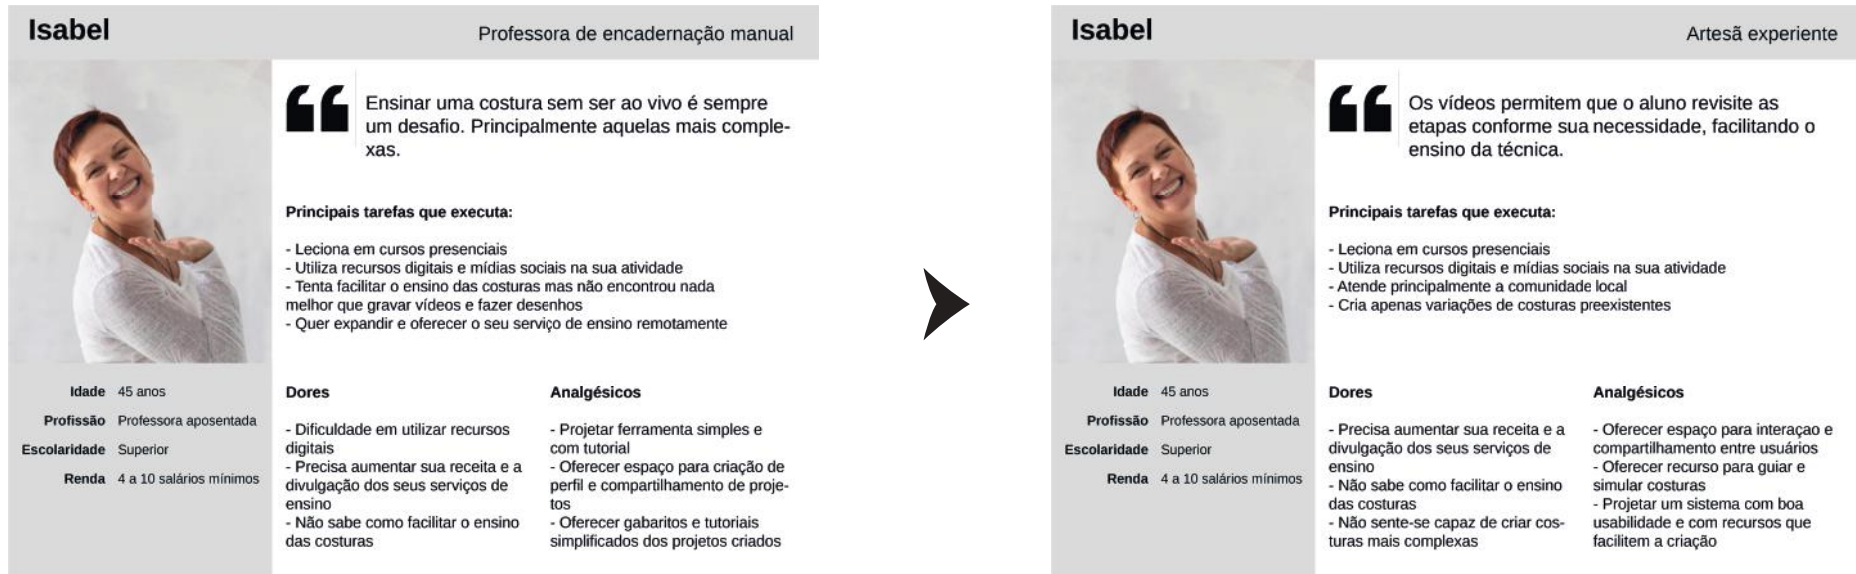 Isabel
Professora de encadernação manual
Ensinar uma costura sem ser ao vivo é sempre
um desafio. Principalmente aquelas mais comple-
xas.
Principais tarefas que executa:
- Leciona em cursos presenciais
- Utiliza recursos digitais e mídias sociais na sua atividade
- Tenta facilitar o ensino das costuras mas não encontrou nada
melhor que gravar vídeos e fazer desenhos
- Quer expandir e oferecer o seu serviço de ensino remotamente
Idade 45 anos
Profissão Professora aposentada
Escolaridade Superior
Renda 4 a 10 salários mínimos
Dores
- Dificuldade em utilizar recursos
digitais
- Precisa aumentar sua receita e a
divulgação dos seus serviços de
ensino
- Não sabe como facilitar o ensino
das costuras
Analgésicos
- Projetar ferramenta simples e
com tutorial
- Oferecer espaço para criação de
perfil e compartilhamento de proje-
tos
- Oferecer gabaritos e tutoriais
simplificados dos projetos criados
Isabel
Artesã experiente
Os vídeos permitem que o aluno revisite as
etapas conforme sua necessidade, facilitando o
ensino da técnica.
Principais tarefas que executa:
- Leciona em cursos presenciais
- Utiliza recursos digitais e mídias sociais na sua atividade
- Atende principalmente a comunidade local
- Cria apenas variações de costuras preexistentes
Idade 45 anos
Profissão Professora aposentada
Escolaridade Superior
Renda 4 a 10 salários mínimos
Dores
- Precisa aumentar sua receita e a
divulgação dos seus serviços de
ensino
- Não sabe como facilitar o ensino
das costuras
- Não sente-se capaz de criar cos-
turas mais complexas
Analgésicos
- Oferecer espaço para interaçao e
compartilhamento entre usuários
- Oferecer recurso para guiar e
simular costuras
- Projetar um sistema com boa
usabilidade e com recursos que
facilitem a criação